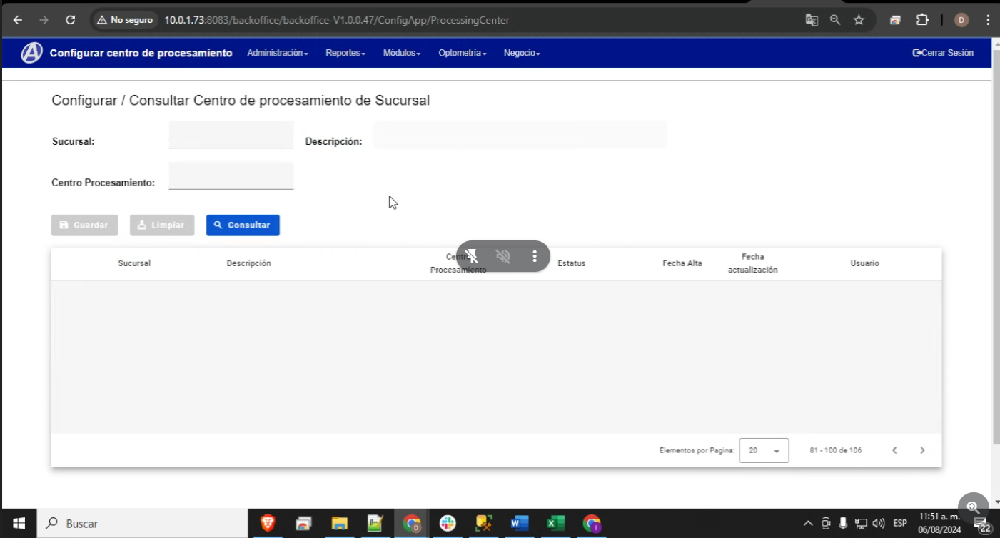 No seguro
10.0.1.73:8083/backoffice/backoffice-V1.0.0.47/ConfigApp/ProcessingCenter
D
A
Configurar centro de procesamiento
Administración
Reportes
Módulos
Optometría
Negocio
Cerrar Sesión
Configurar / Consultar Centro de procesamiento de Sucursal
Sucursal:
Descripción:
Centro Procesamiento:
Guardar
Limpiar
Consultar
Sucursal
Descripción
Centro
Procesamiento
Estatus
Fecha Alta
Fecha
actualización
Usuario
Elementos por Pagina:
20
81 - 100 de 106
Buscar
ESP
11:51 a. m.
06/08/2024
22